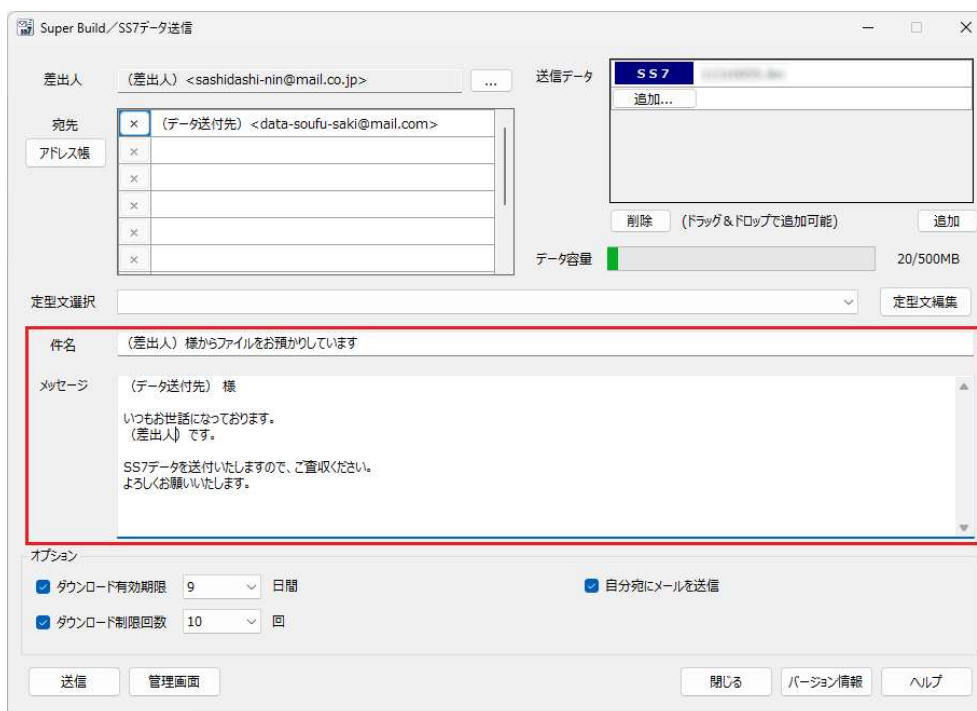 Super Build／SS7データ送信
差出人
（差出人）<sashidashi-nin@mail.co.jp>
...
送信データ
SS7
追加...
宛先
（データ送付先）<data-soufu-saki@mail.com>
アドレス帳
削除
(ドラッグ＆ドロップで追加可能)
追加
データ容量
20/500MB
定型文選択
定型文編集
件名
（差出人）様からファイルをお預かりしています
メッセージ
（データ送付先） 様
いつもお世話になっております。
（差出人）です。
SS7データを送付いたしますので、ご査収ください。
よろしくお願いいたします。
オプション
ダウンロード有効期限 9 日間
自分宛にメールを送信
ダウンロード制限回数 10 回
送信
管理画面
閉じる
バージョン情報
ヘルプ